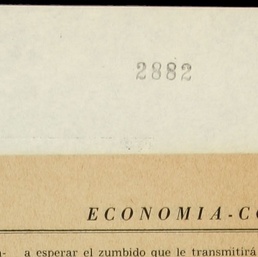 2882
ECONOMIA-CO
a- a esperar el zumbido que le transmitirá